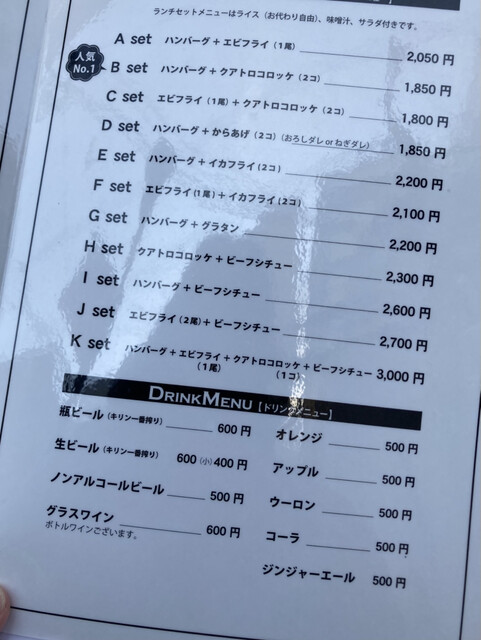 ランチセットメニューはライス（お代わり自由）、味噌汁、サラダ付きです。
A set ハンバーグ＋エビフライ（1尾） 2,050 円
人気 No.1
B set ハンバーグ＋クアトロコロッケ（2コ） 1,850 円
C set エビフライ（1尾）＋クアトロコロッケ（2コ） 1,800 円
D set ハンバーグ＋からあげ（2コ）（おろしダレ or ねぎダレ） 1,850 円
E set ハンバーグ＋イカフライ（2コ） 2,200 円
F set エビフライ（1尾）＋イカフライ（2コ） 2,100 円
G set ハンバーグ＋グラタン 2,200 円
H set クアトロコロッケ＋ビーフシチュー 2,300 円
I set ハンバーグ＋ビーフシチュー 2,600 円
J set エビフライ（2尾）＋ビーフシチュー 2,700 円
K set ハンバーグ＋エビフライ＋クアトロコロッケ＋ビーフシチュー 3,000 円
（1尾） （1コ）
DRINKMENU【ドリンクメニュー】
瓶ビール（キリン一番搾り） 600 円
生ビール（キリン一番搾り） 600 （小）400 円
ノンアルコールビール 500 円
グラスワイン 600 円
ボトルワインございます。
オレンジ 500 円
アップル 500 円
ウーロン 500 円
コーラ 500 円
ジンジャーエール 500 円